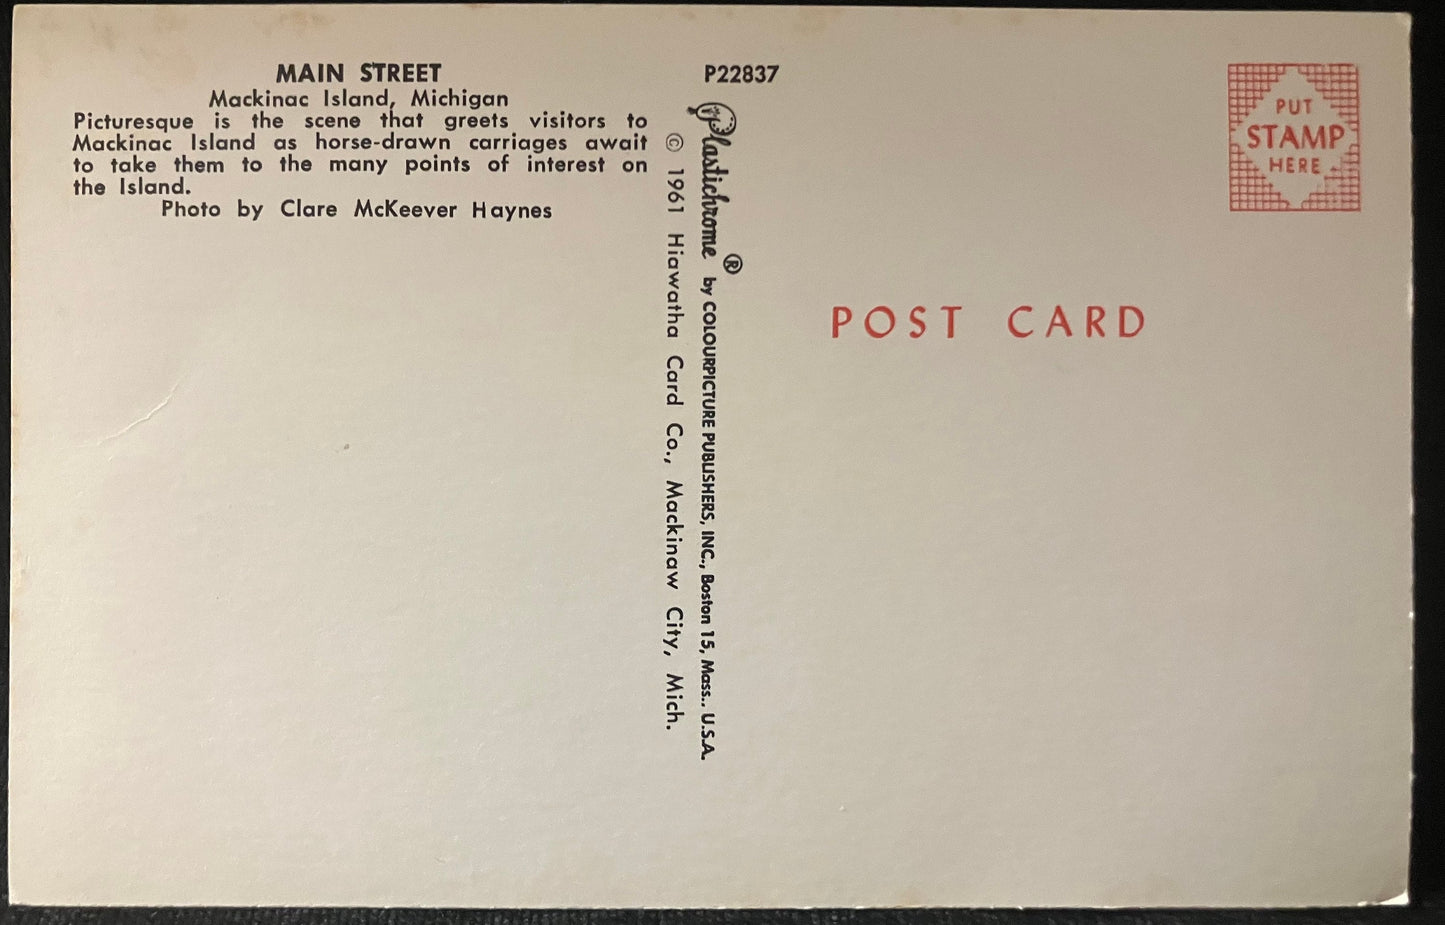 MAIN STREET
Mackinac Island, Michigan
Picturesque is the scene that greets visitors to
Mackinac Island as horse-drawn carriages await
to take them to the many points of interest on
the Island.
Photo by Clare McKeever Haynes
© 1961 Hiawatha Card Co., Mackinaw City, Mich.
P22837
Plastichrome ® by COLOURPICTURE PUBLISHERS, INC., Boston 15, Mass.. U.S.A.
PUT
STAMP
HERE
POST CARD